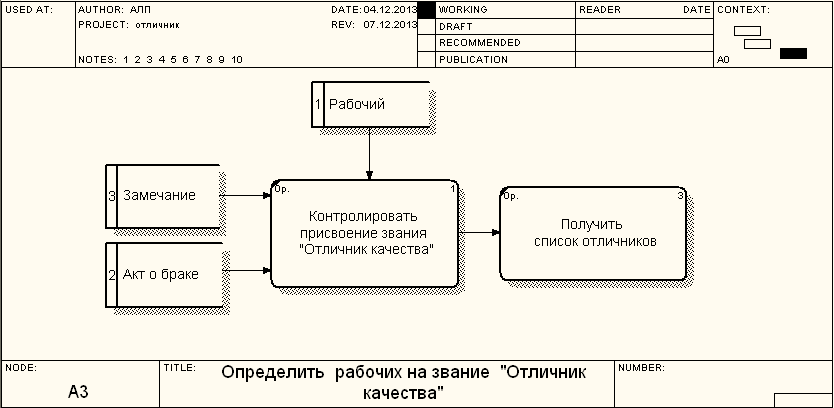 USED AT: AUTHOR: АЛП DATE: 04.12.2013 WORKING READER DATE CONTEXT:
PROJECT: отличник REV: 07.12.2013 DRAFT
RECOMMENDED
NOTES: 1 2 3 4 5 6 7 8 9 10 PUBLICATION A0
1 Рабочий
3 Замечание
2 Акт о браке
0р. 1
Контролировать
присвоение звания
"Отличник качества"
0р. 3
Получить
список отличников
NODE: TITLE: NUMBER:
A3
Определить рабочих на звание "Отличник
качества"